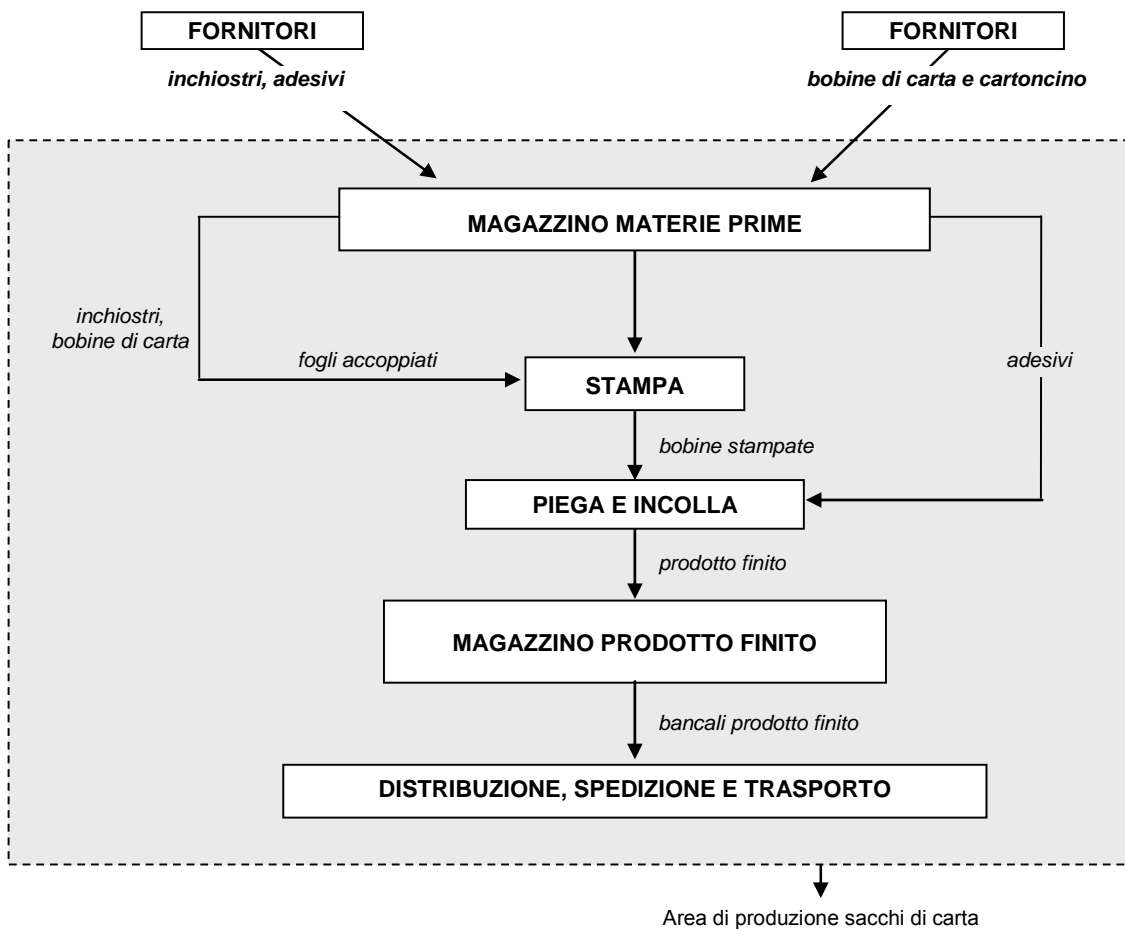 FORNITORI
FORNITORI
inchiostri, adesivi
bobine di carta e cartoncino
MAGAZZINO MATERIE PRIME
inchiostri,
bobine di carta
fogli accoppiati
adesivi
STAMPA
bobine stampate
PIEGA E INCOLLA
prodotto finito
MAGAZZINO PRODOTTO FINITO
bancali prodotto finito
DISTRIBUZIONE, SPEDIZIONE E TRASPORTO
Area di produzione sacchi di carta